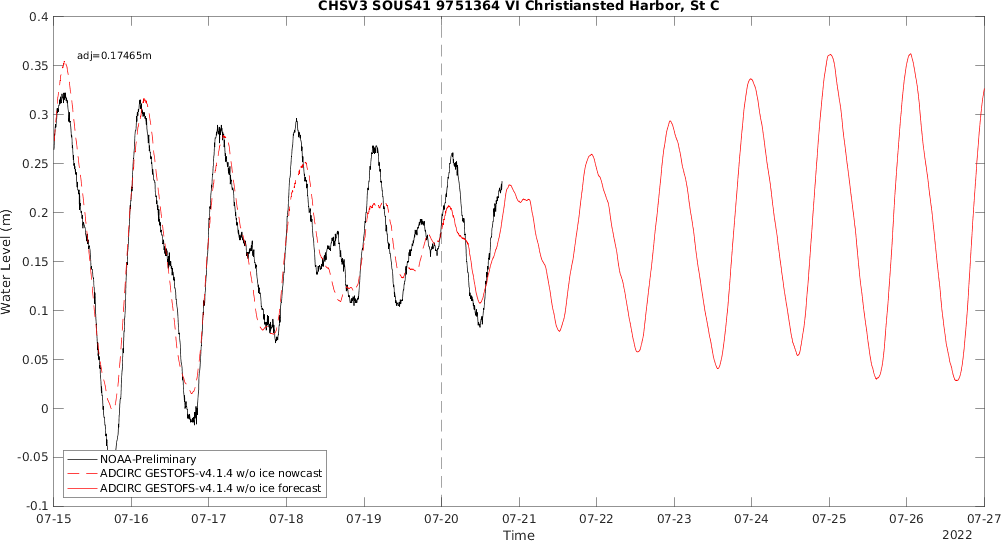 CHSV3 SOUS41 9751364 VI Christiansted Harbor, St C
adj=0.17465m
0.4
0.35
0.3
0.25
0.2
0.15
0.1
0.05
0
-0.05
-0.1
Water Level (m)
NOAA-Preliminary
ADCIRC GESTOFS-v4.1.4 w/o ice nowcast
ADCIRC GESTOFS-v4.1.4 w/o ice forecast
07-15 07-16 07-17 07-18 07-19 07-20 07-21 07-22 07-23 07-24 07-25 07-26 07-27
Time
2022